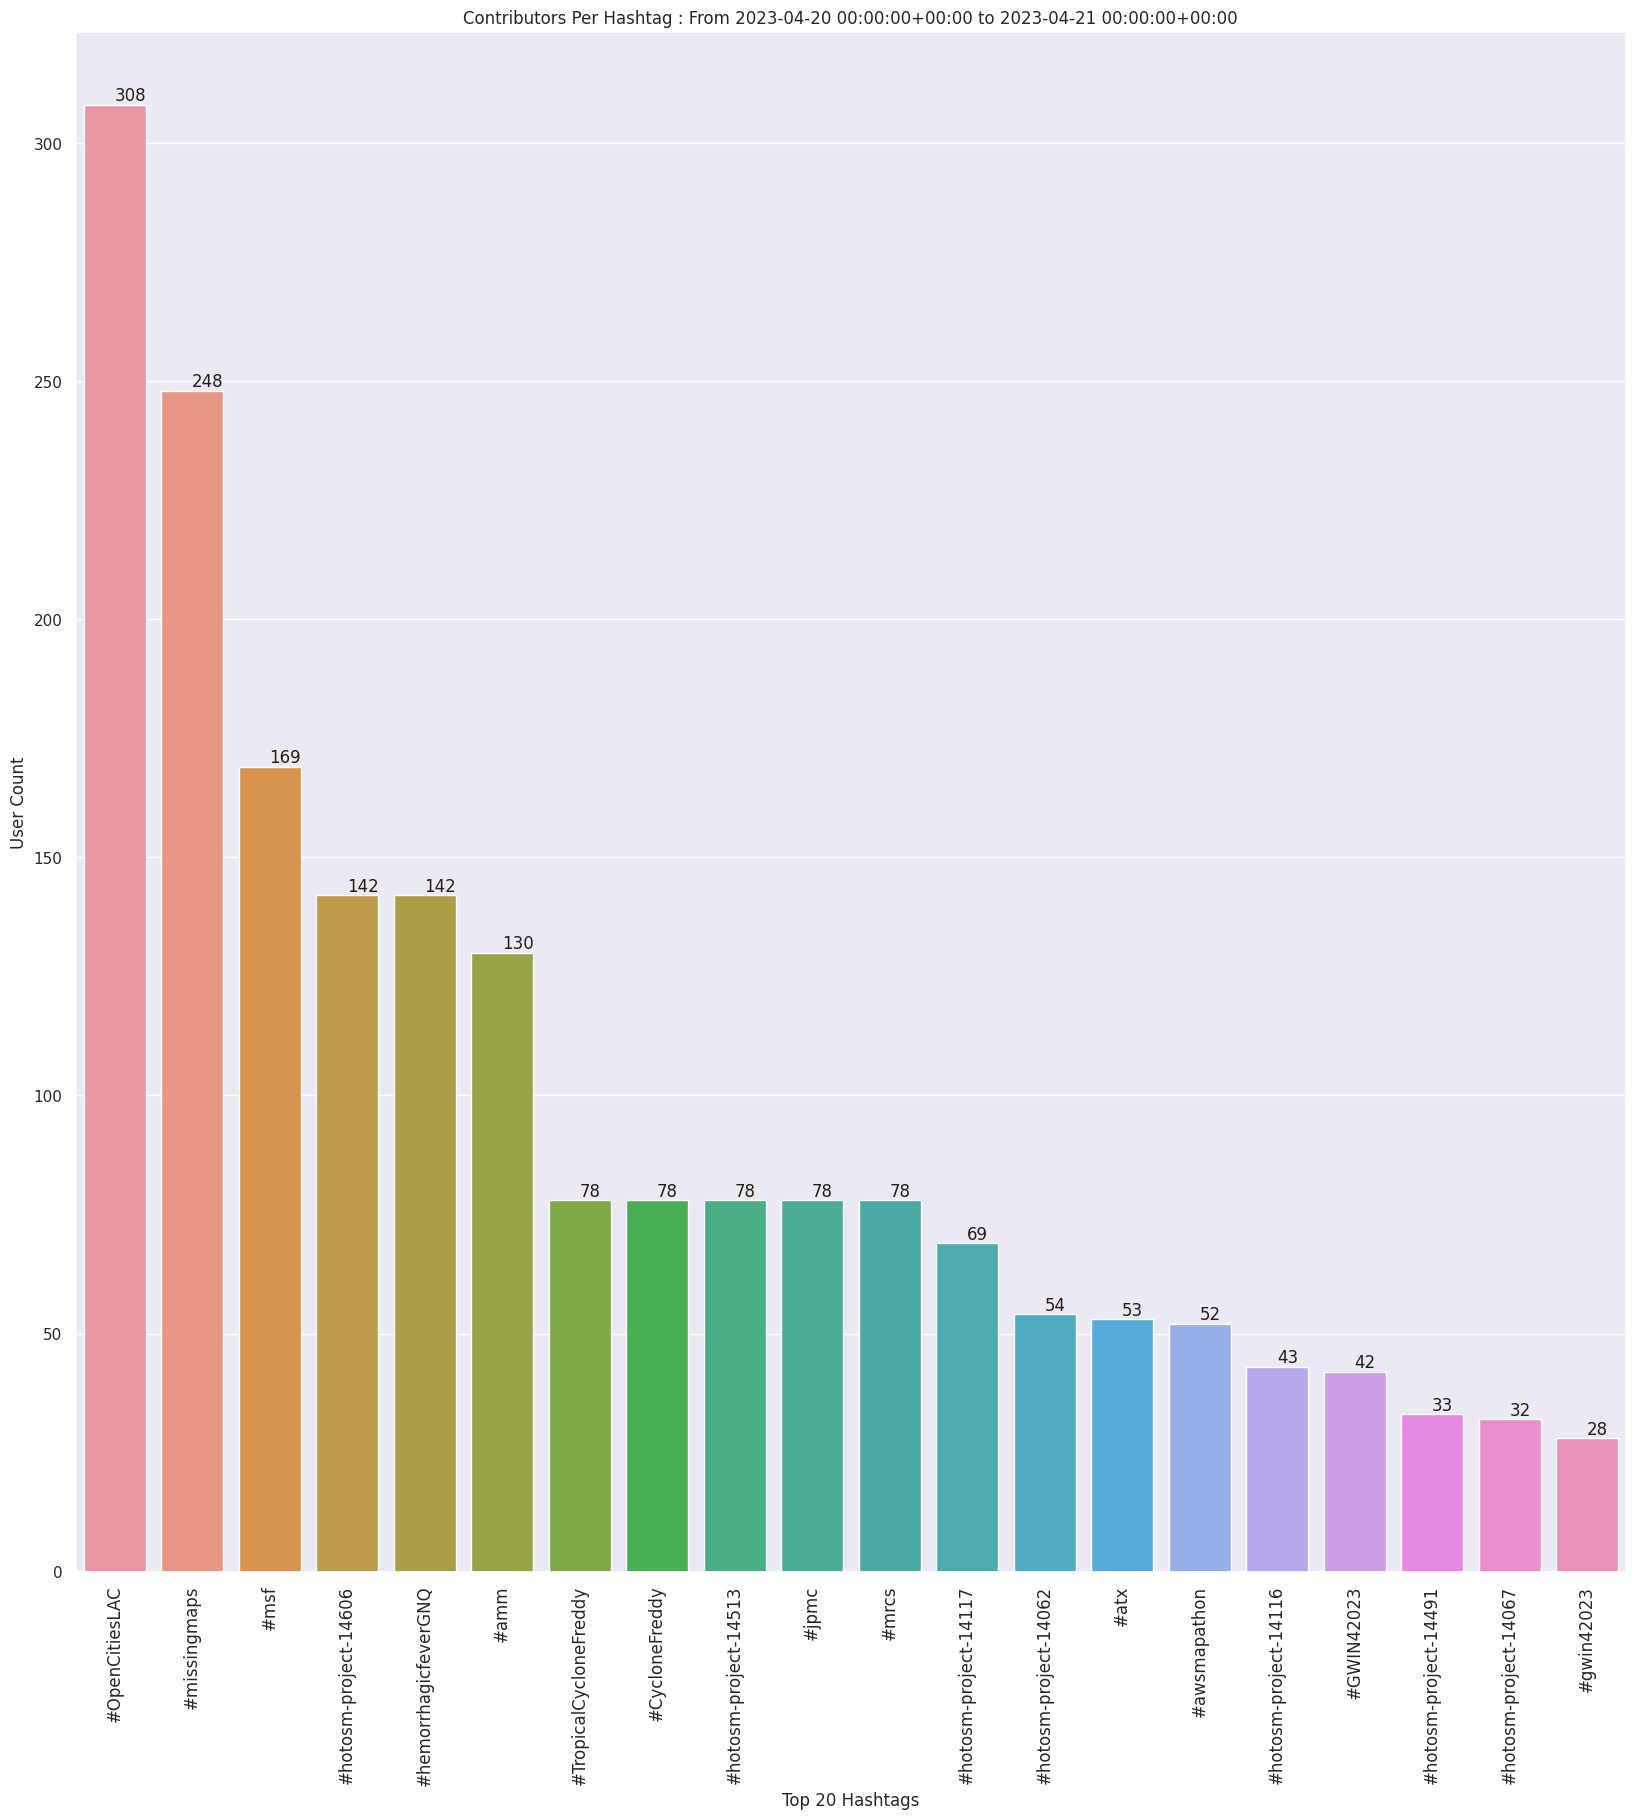 Contributors Per Hashtag : From 2023-04-20 00:00:00+00:00 to 2023-04-21 00:00:00+00:00
User Count
300
250
200
150
100
50
0
308
248
169
142
142
130
78
78
78
78
78
69
54
53
52
43
42
33
32
28
#OpenCitiesLAC
#missingmaps
#msf
#hotosm-project-14606
#hemorrhagicfeverGNQ
#amm
#TropicalCycloneFreddy
#CycloneFreddy
#hotosm-project-14513
#jpmc
#mrcs
#hotosm-project-14117
#hotosm-project-14062
#atx
#awsmapathon
#hotosm-project-14116
#GWIN42023
#hotosm-project-14491
#hotosm-project-14067
#gwin42023
Top 20 Hashtags